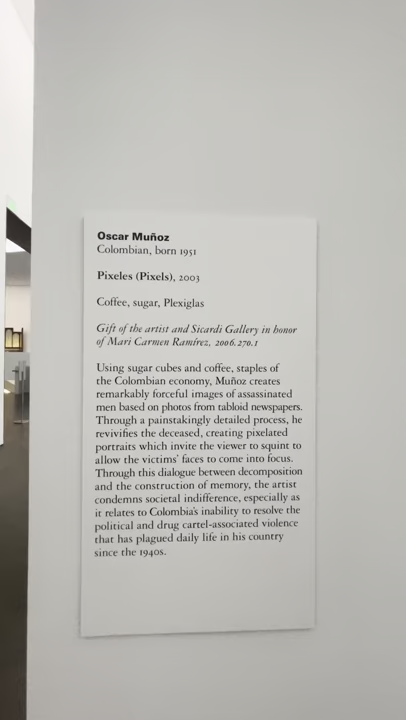 Oscar Muñoz
Colombian, born 1951
Pixeles (Pixels), 2003
Coffee, sugar, Plexiglas
Gift of the artist and Sicardi Gallery in honor
of Mari Carmen Ramírez, 2006.270.1
Using sugar cubes and coffee, staples of
the Colombian economy, Muñoz creates
remarkably forceful images of assassinated
men based on photos from tabloid newspapers.
Through a painstakingly detailed process, he
revivifies the deceased, creating pixelated
portraits which invite the viewer to squint to
allow the victims' faces to come into focus.
Through this dialogue between decomposition
and the construction of memory, the artist
condemns societal indifference, especially as
it relates to Colombia's inability to resolve the
political and drug cartel-associated violence
that has plagued daily life in his country
since the 1940s.